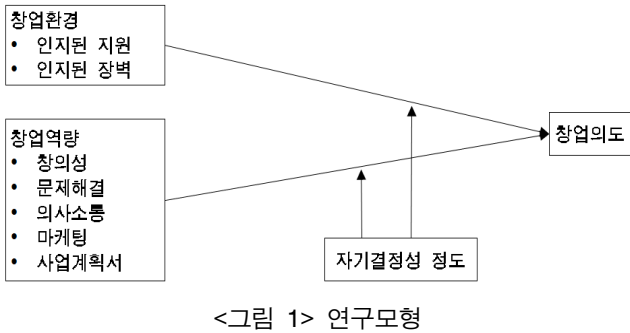 창업환경
• 인지된 지원
• 인지된 장벽
창업역량
• 창의성
• 문제해결
• 의사소통
• 마케팅
• 사업계획서
창업의도
자기결정성 정도
<그림 1> 연구모형